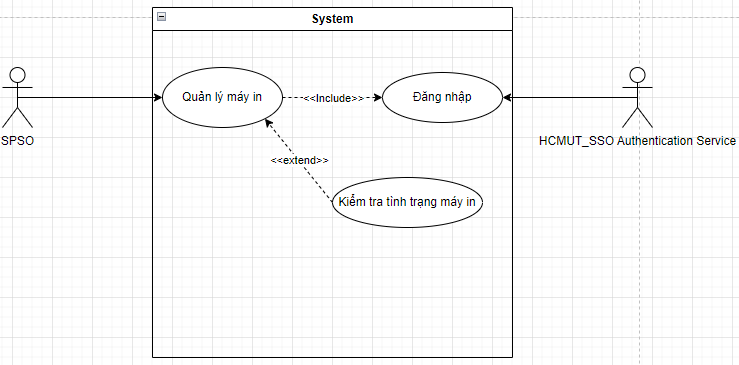 System
Quản lý máy in
<<Include>>
Đăng nhập
SPSO
HCMUT_SSO Authentication Service
<<extend>>
Kiểm tra tình trạng máy in